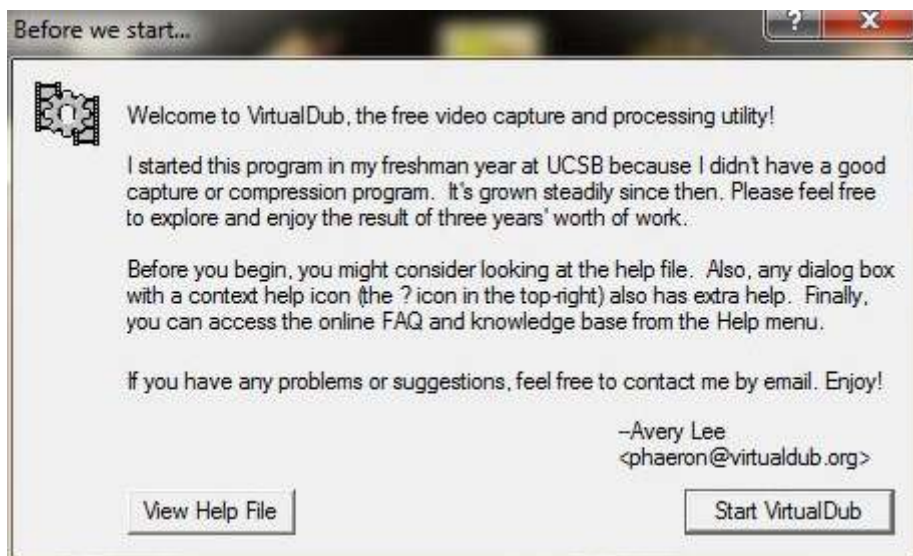 Before we start...
?
X
Welcome to VirtualDub, the free video capture and processing utility!
I started this program in my freshman year at UCSB because I didn't have a good
capture or compression program.  It's grown steadily since then. Please feel free
to explore and enjoy the result of three years' worth of work.
Before you begin, you might consider looking at the help file.  Also, any dialog box
with a context help icon (the ? icon in the top-right) also has extra help.  Finally,
you can access the online FAQ and knowledge base from the Help menu.
If you have any problems or suggestions, feel free to contact me by email. Enjoy!
--Avery Lee
<phaeron@virtualdub.org>
View Help File
Start VirtualDub